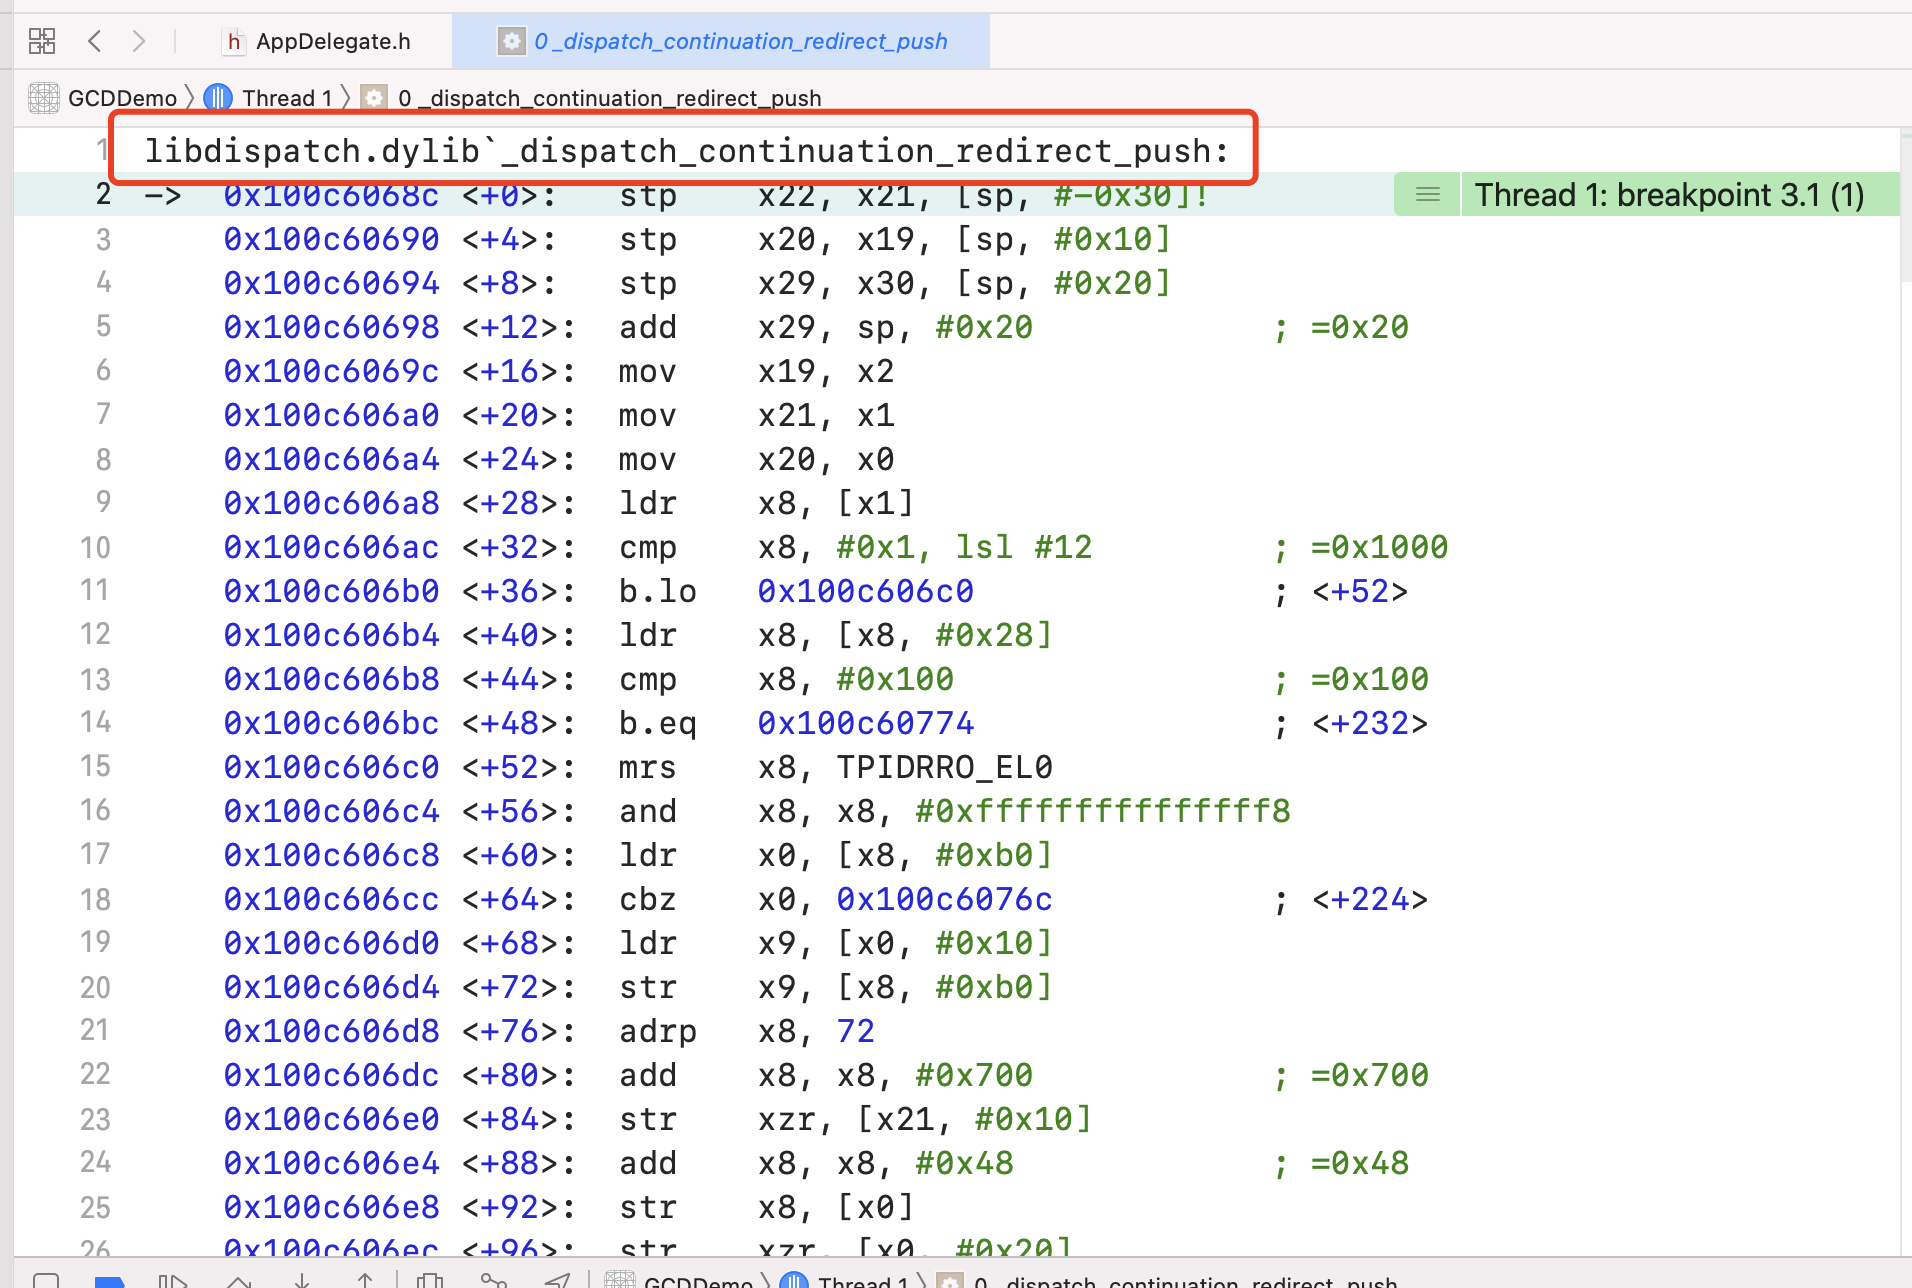 AppDelegate.h 0 _dispatch_continuation_redirect_push
GCDDemo Thread 1 0 _dispatch_continuation_redirect_push
1 libdispatch.dylib`_dispatch_continuation_redirect_push:
2 -> 0x100c6068c <+0>: stp x22, x21, [sp, #-0x30]! Thread 1: breakpoint 3.1 (1)
3 0x100c60690 <+4>: stp x20, x19, [sp, #0x10]
4 0x100c60694 <+8>: stp x29, x30, [sp, #0x20]
5 0x100c60698 <+12>: add x29, sp, #0x20 ; =0x20
6 0x100c6069c <+16>: mov x19, x2
7 0x100c606a0 <+20>: mov x21, x1
8 0x100c606a4 <+24>: mov x20, x0
9 0x100c606a8 <+28>: ldr x8, [x1]
10 0x100c606ac <+32>: cmp x8, #0x1, lsl #12 ; =0x1000
11 0x100c606b0 <+36>: b.lo 0x100c606c0 ; <+52>
12 0x100c606b4 <+40>: ldr x8, [x8, #0x28]
13 0x100c606b8 <+44>: cmp x8, #0x100 ; =0x100
14 0x100c606bc <+48>: b.eq 0x100c60774 ; <+232>
15 0x100c606c0 <+52>: mrs x8, TPIDRRO_EL0
16 0x100c606c4 <+56>: and x8, x8, #0xfffffffffffffff8
17 0x100c606c8 <+60>: ldr x0, [x8, #0xb0]
18 0x100c606cc <+64>: cbz x0, 0x100c6076c ; <+224>
19 0x100c606d0 <+68>: ldr x9, [x0, #0x10]
20 0x100c606d4 <+72>: str x9, [x8, #0xb0]
21 0x100c606d8 <+76>: adrp x8, 72
22 0x100c606dc <+80>: add x8, x8, #0x700 ; =0x700
23 0x100c606e0 <+84>: str xzr, [x21, #0x10]
24 0x100c606e4 <+88>: add x8, x8, #0x48 ; =0x48
25 0x100c606e8 <+92>: str x8, [x0]
26 0x100c606ec <+96>: str xzr, [x0, #0x20]
GCDDemo Thread 1 0 _dispatch_continuation_redirect_push